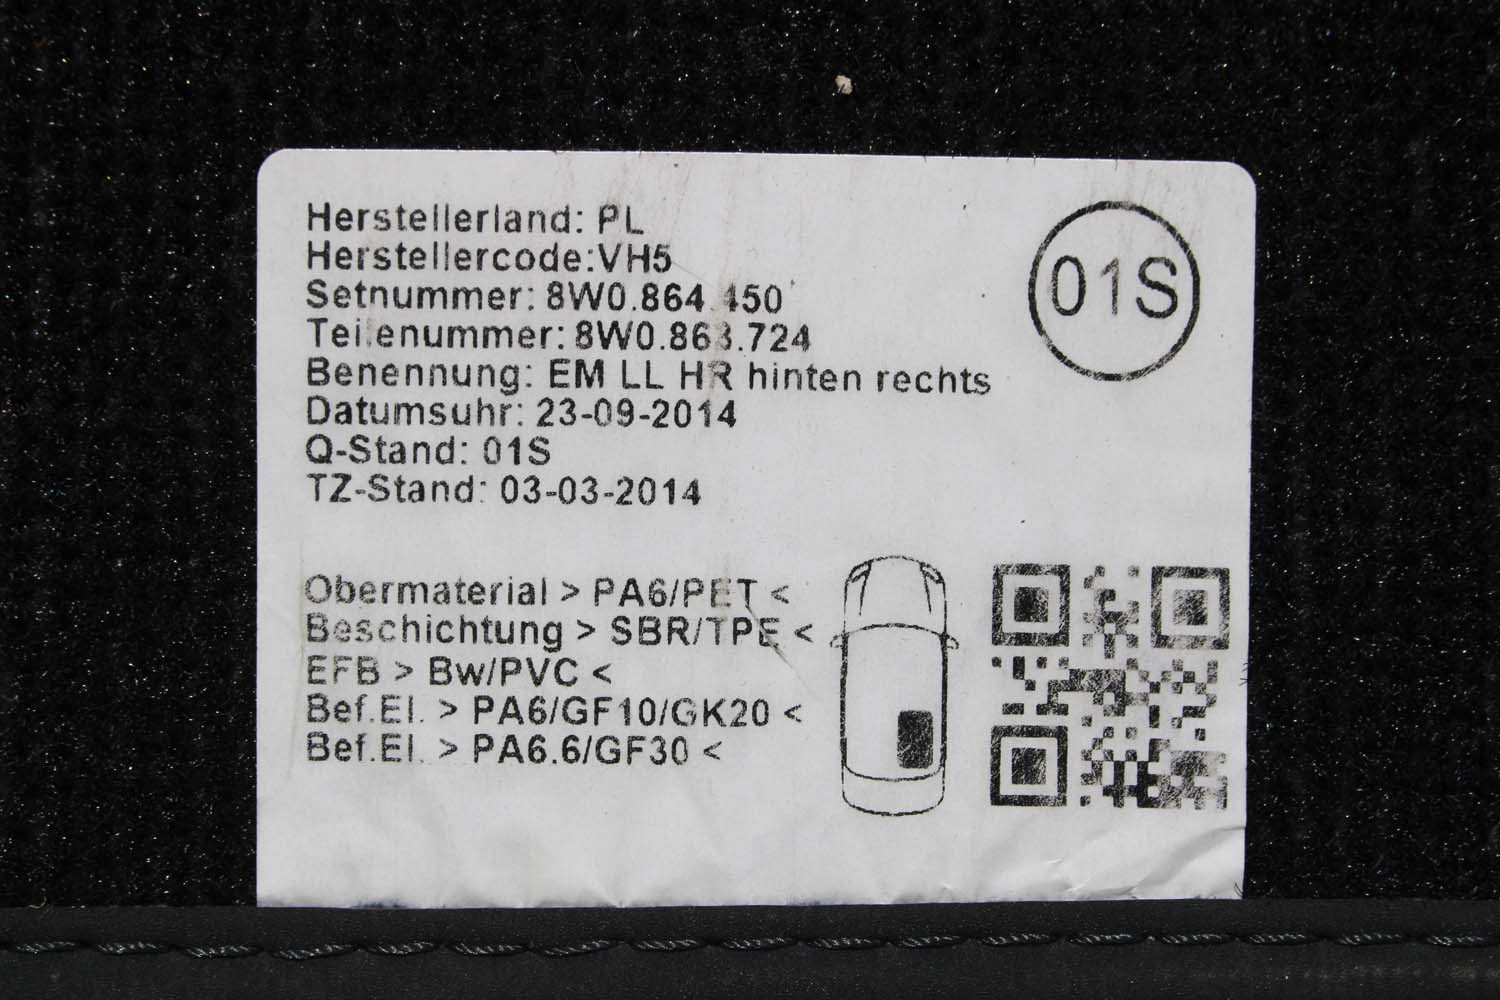 Herstellerland: PL
Herstellercode:VH5
01S
Setnummer: 8W0.864.450
Teilenummer: 8W0.863.724
Benennung: EM LL HR hinten rechts
Datumsuhr: 23-09-2014
Q-Stand: 01S
TZ-Stand: 03-03-2014
Obermaterial > PA6/PET <
Beschichtung > SBR/TPE <
EFB > Bw/PVC <
Bef.El. > PA6/GF10/GK20 <
Bef.El. > PA6.6/GF30 <